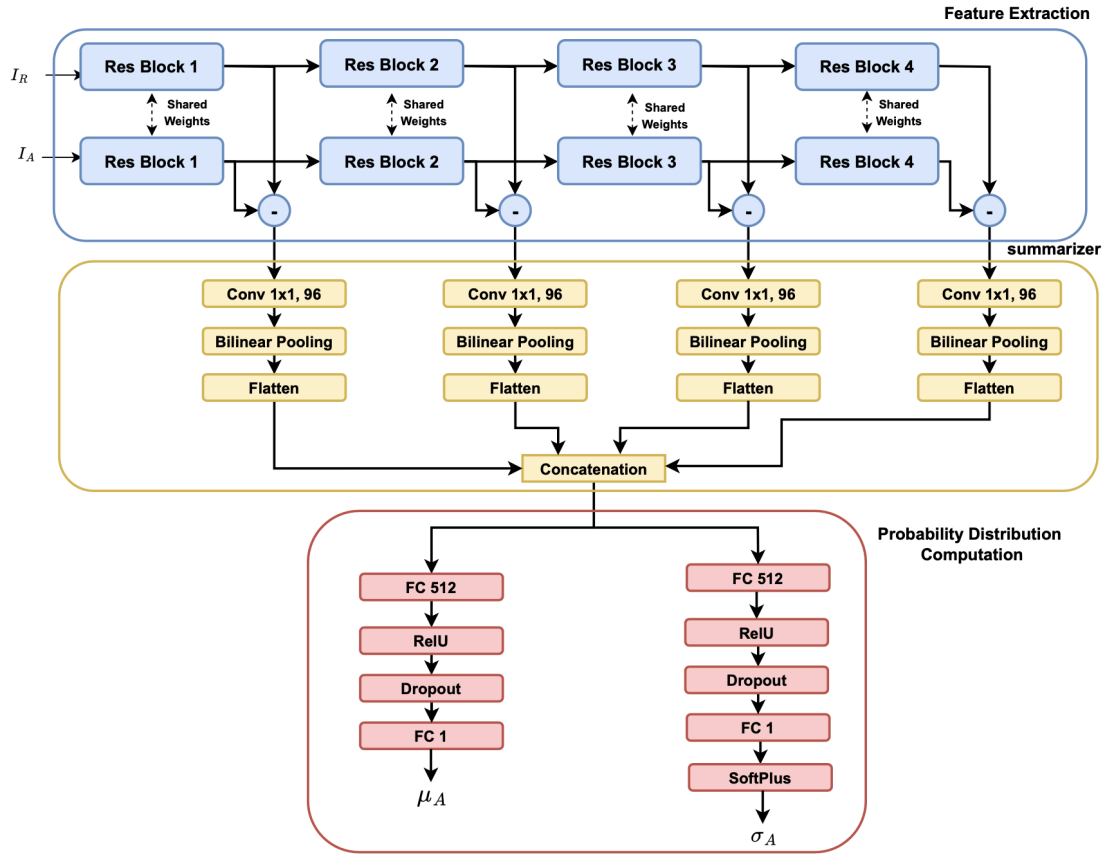 Feature Extraction
I_R
Res Block 1
Res Block 2
Res Block 3
Res Block 4
Shared
Weights
Shared
Weights
Shared
Weights
Shared
Weights
I_A
Res Block 1
Res Block 2
Res Block 3
Res Block 4
-
-
-
-
summarizer
Conv 1x1, 96
Conv 1x1, 96
Conv 1x1, 96
Conv 1x1, 96
Bilinear Pooling
Bilinear Pooling
Bilinear Pooling
Bilinear Pooling
Flatten
Flatten
Flatten
Flatten
Concatenation
Probability Distribution
Computation
FC 512
RelU
Dropout
FC 1
μ_A
FC 512
RelU
Dropout
FC 1
SoftPlus
σ_A